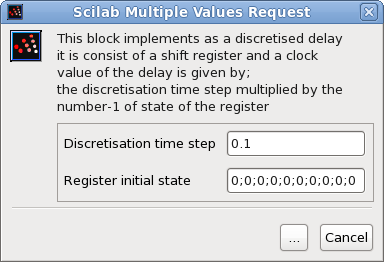 Scilab Multiple Values Request
This block implements as a discretised delay
it is consist of a shift register and a clock
value of the delay is given by;
the discretisation time step multiplied by the
number-1 of state of the register
Discretisation time step
0.1
Register initial state
0;0;0;0;0;0;0;0;0;0
...
Cancel